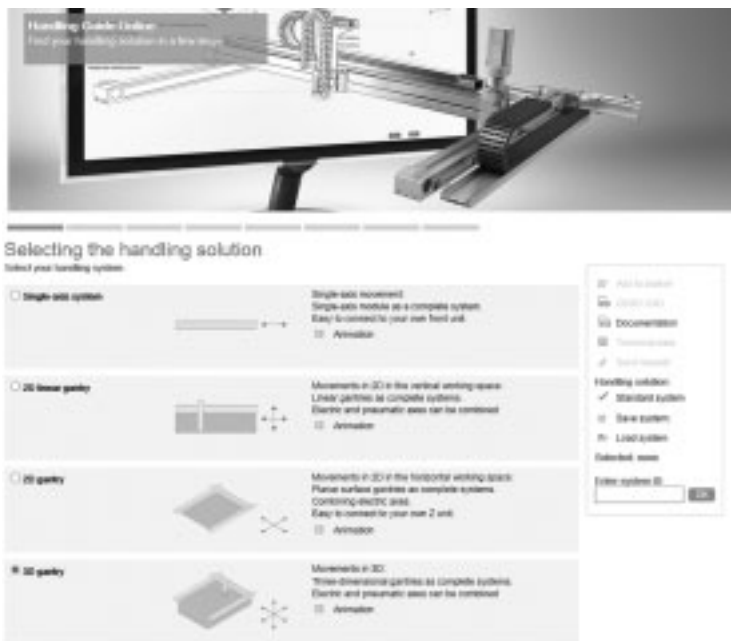 Handling Guide Online
Find your handling solution in a few steps
Selecting the handling solution
Select your handling system.
Single-axis system
Single-axis movement
Single-axis module as a complete system.
Easy to connect to your own front unit.
Animation
2D linear gantry
Movements in 2D in the vertical working space.
Linear gantries as complete systems.
Electric and pneumatic axes can be combined
Animation
2D gantry
Movements in 2D in the horizontal working space.
Planar surface gantries as complete systems.
Combining electric axes.
Easy to connect to your own Z unit.
Animation
3D gantry
Movements in 3D.
Three-dimensional gantries as complete systems.
Electric and pneumatic axes can be combined
Animation
Documentation
Handling solution
Standard system
Save system
Load system
Selected: none
Enter system ID
OK